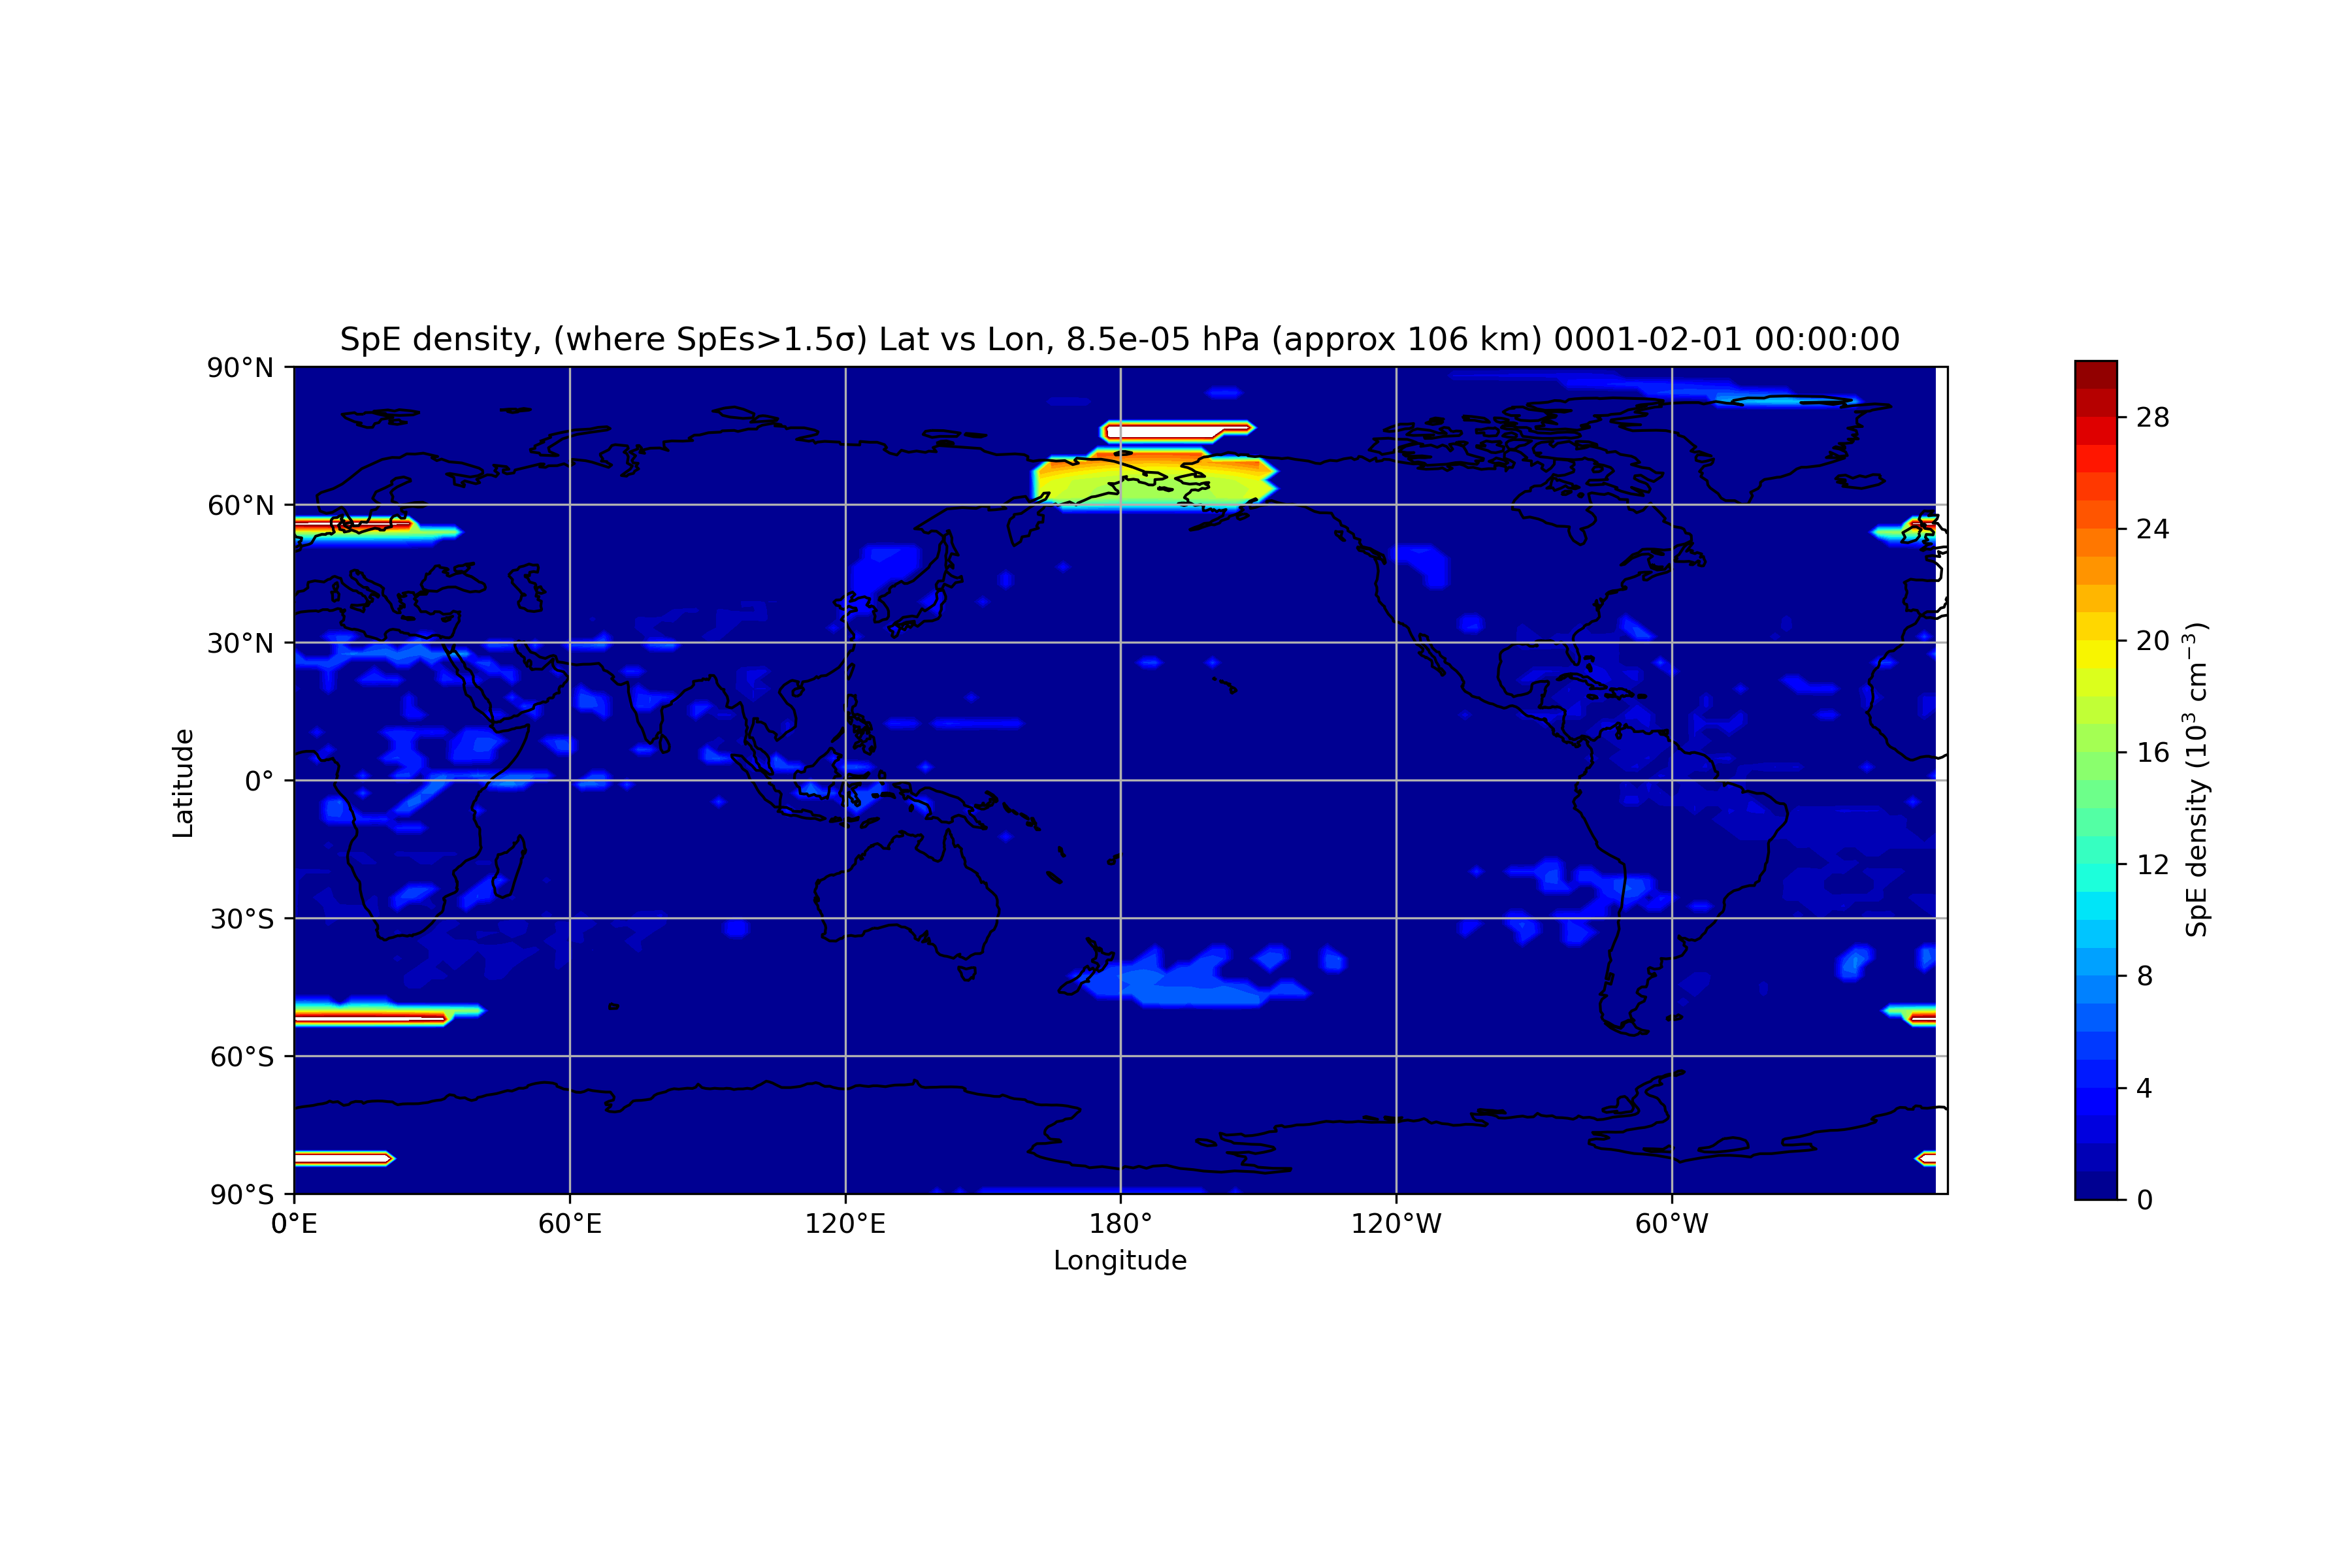 SpE density, (where SpEs>1.5σ) Lat vs Lon, 8.5e-05 hPa (approx 106 km) 0001-02-01 00:00:00
90°N
60°N
30°N
0°
30°S
60°S
90°S
Latitude
0°E
60°E
120°E
180°
120°W
60°W
Longitude
28
24
20
16
12
8
4
0
SpE density (10³ cm⁻³)